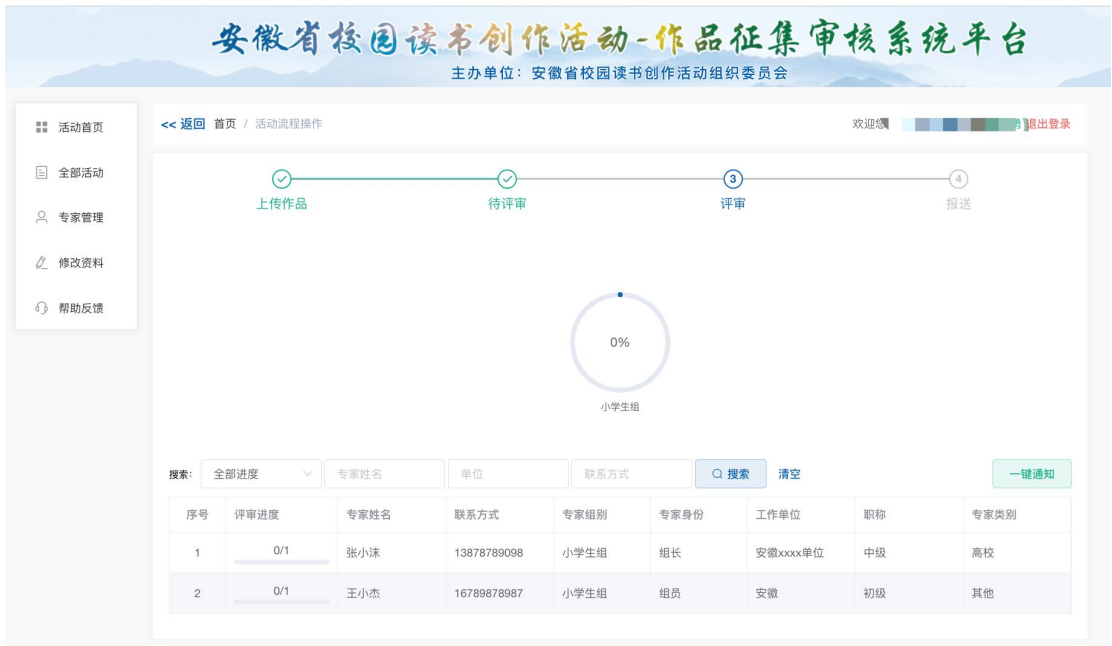 安徽省校园读书创作活动-作品征集审核系统平台
主办单位：安徽省校园读书创作活动组织委员会
活动首页
全部活动
专家管理
修改资料
帮助反馈
<< 返回 首页 / 活动流程操作
欢迎您 退出登录
3 4
上传作品 待评审 评审 报送
0%
小学生组
搜索: 全部进度 专家姓名 单位 联系方式 搜索 清空 一键通知
序号 评审进度 专家姓名 联系方式 专家组别 专家身份 工作单位 职称 专家类别
1 0/1 张小沫 13878789098 小学生组 组长 安徽xxxx单位 中级 高校
2 0/1 王小杰 16789878987 小学生组 组员 安徽 初级 其他